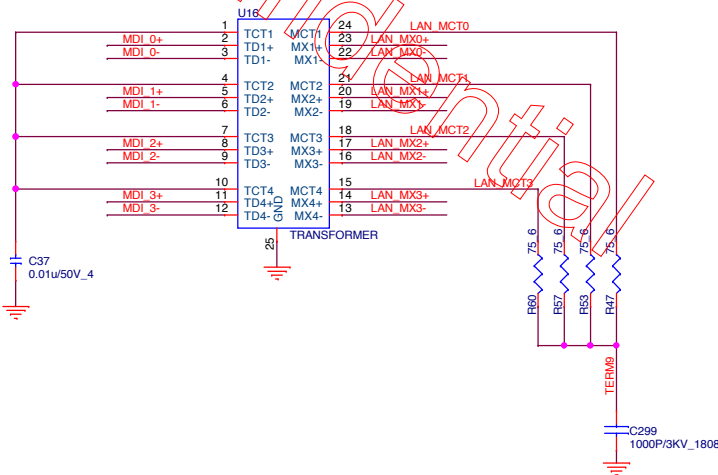 U16
1 TCT1 MCT1 24 LAN_MCT0
MDI_0+ 2 TD1+ MX1+ 23 LAN_MX0+
MDI_0- 3 TD1- MX1- 22 LAN_MX0-
4 TCT2 MCT2 21 LAN_MCT1
MDI_1+ 5 TD2+ MX2+ 20 LAN_MX1+
MDI_1- 6 TD2- MX2- 19 LAN_MX1-
7 TCT3 MCT3 18 LAN_MCT2
MDI_2+ 8 TD3+ MX3+ 17 LAN_MX2+
MDI_2- 9 TD3- MX3- 16 LAN_MX2-
10 TCT4 MCT4 15 LAN_MCT3
MDI_3+ 11 TD4+ MX4+ 14 LAN_MX3+
MDI_3- 12 TD4- MX4- 13 LAN_MX3-
GND
25
TRANSFORMER
C37
0.01u/50V_4
75_6 75_6 75_6 75_6
R60 R57 R53 R47
TERM9
C299
1000P/3KV_1808